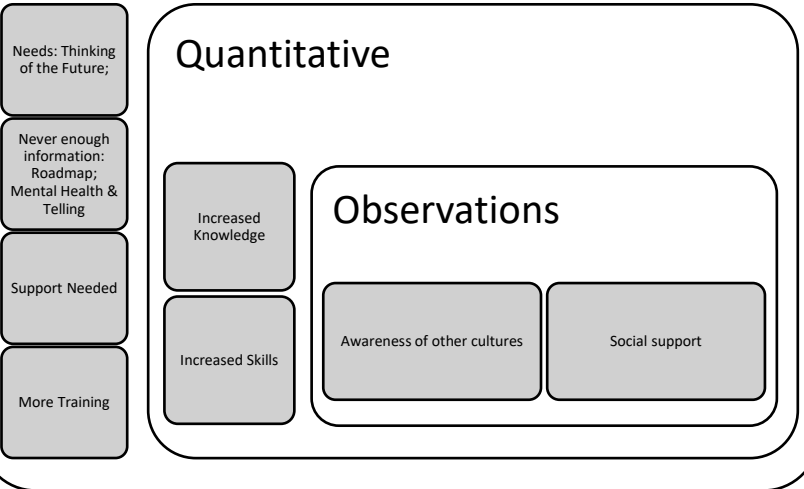 Needs: Thinking
of the Future;
Never enough
information:
Roadmap;
Mental Health &
Telling
Support Needed
More Training
Quantitative
Increased
Knowledge
Increased Skills
Observations
Awareness of other cultures
Social support